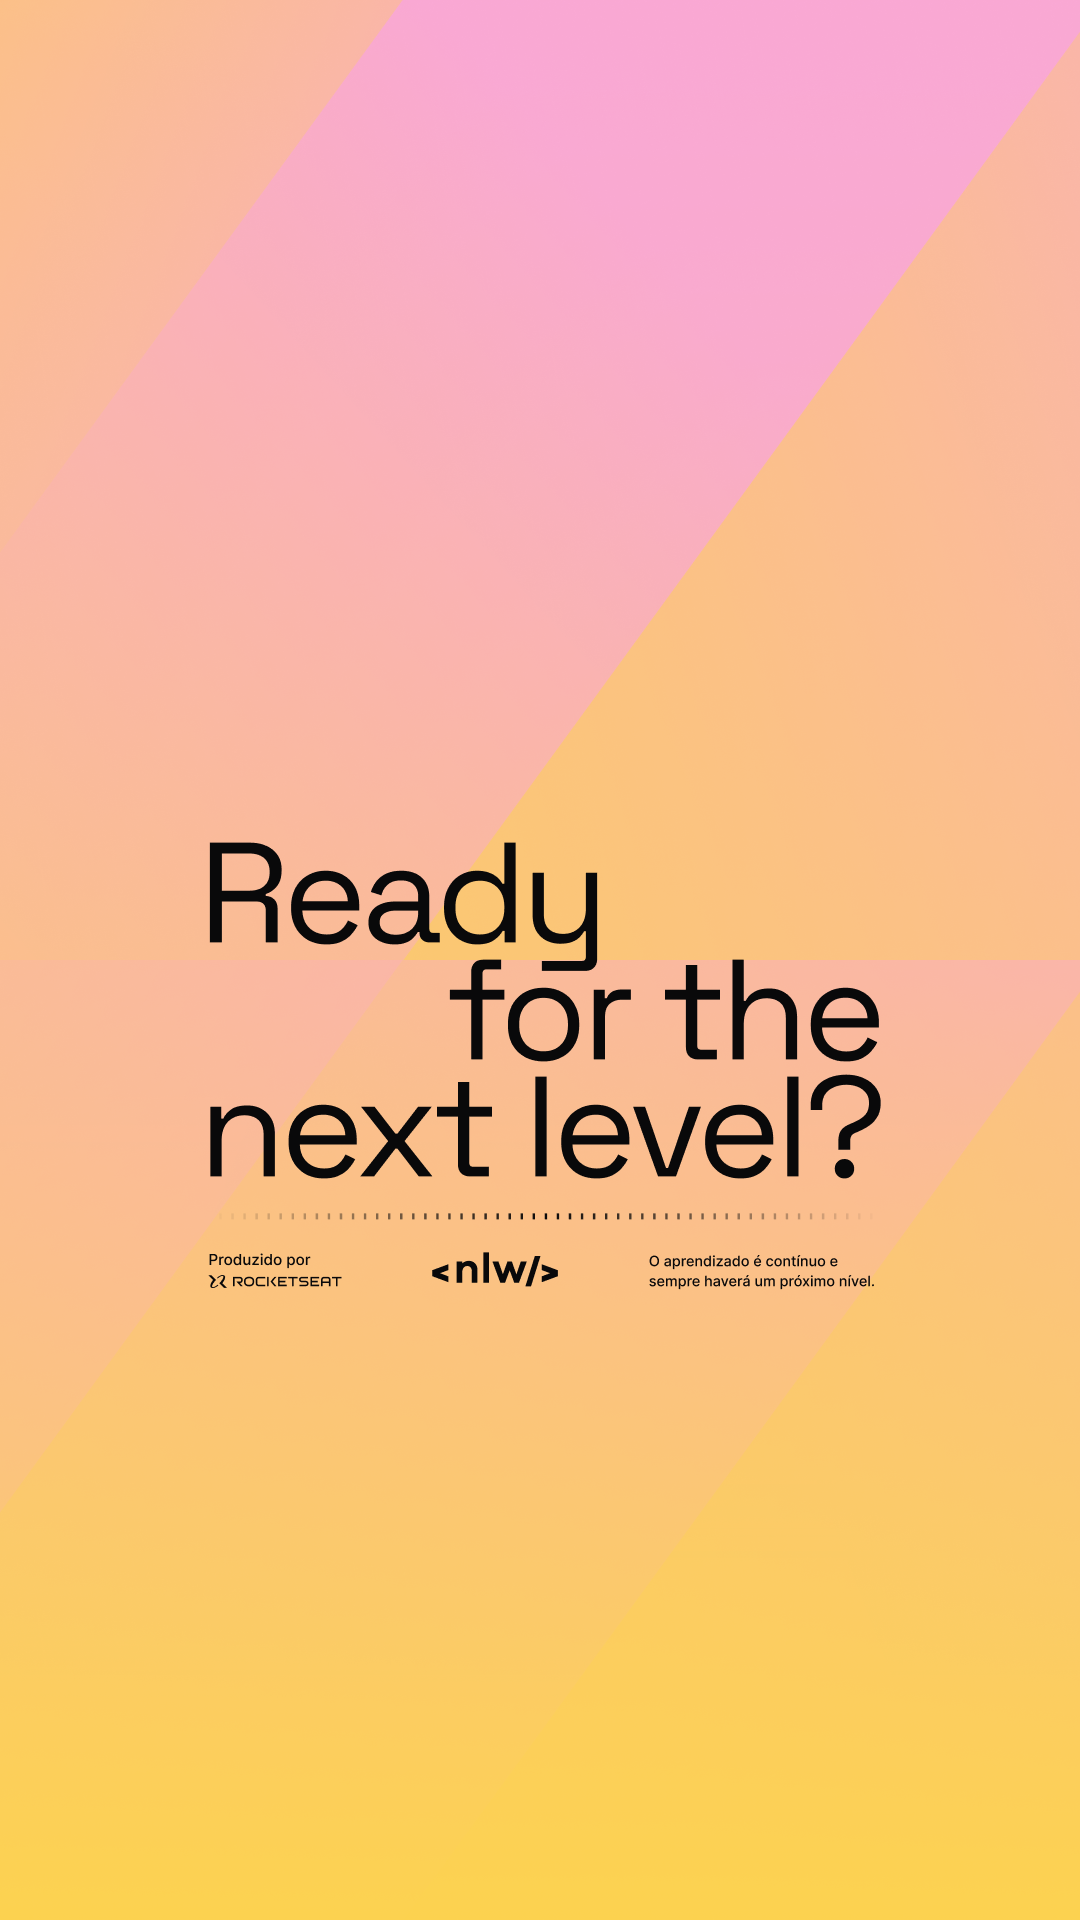 Ready
for the
next level?
Produzido por
ROCKETSEAT
<nlw/>
O aprendizado é contínuo e
sempre haverá um próximo nível.